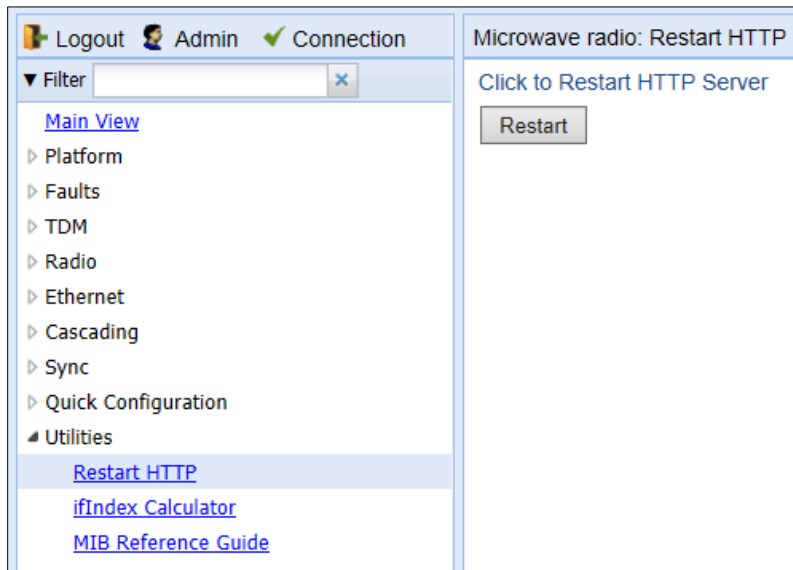 Logout Admin Connection
Filter
Main View
Platform
Faults
TDM
Radio
Ethernet
Cascading
Sync
Quick Configuration
Utilities
Restart HTTP
ifIndex Calculator
MIB Reference Guide
Microwave radio: Restart HTTP
Click to Restart HTTP Server
Restart